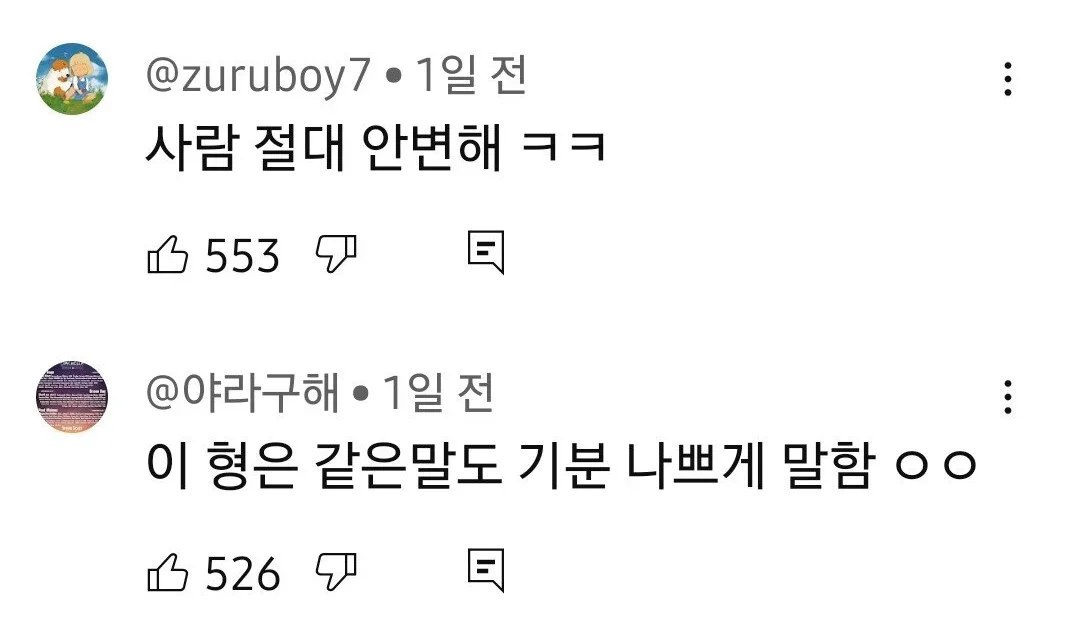 @zuruboy7 • 1일 전
사람 절대 안변해 ㅋㅋ
553
@야라구해 • 1일 전
이 형은 같은말도 기분 나쁘게 말함 ㅇㅇ
526